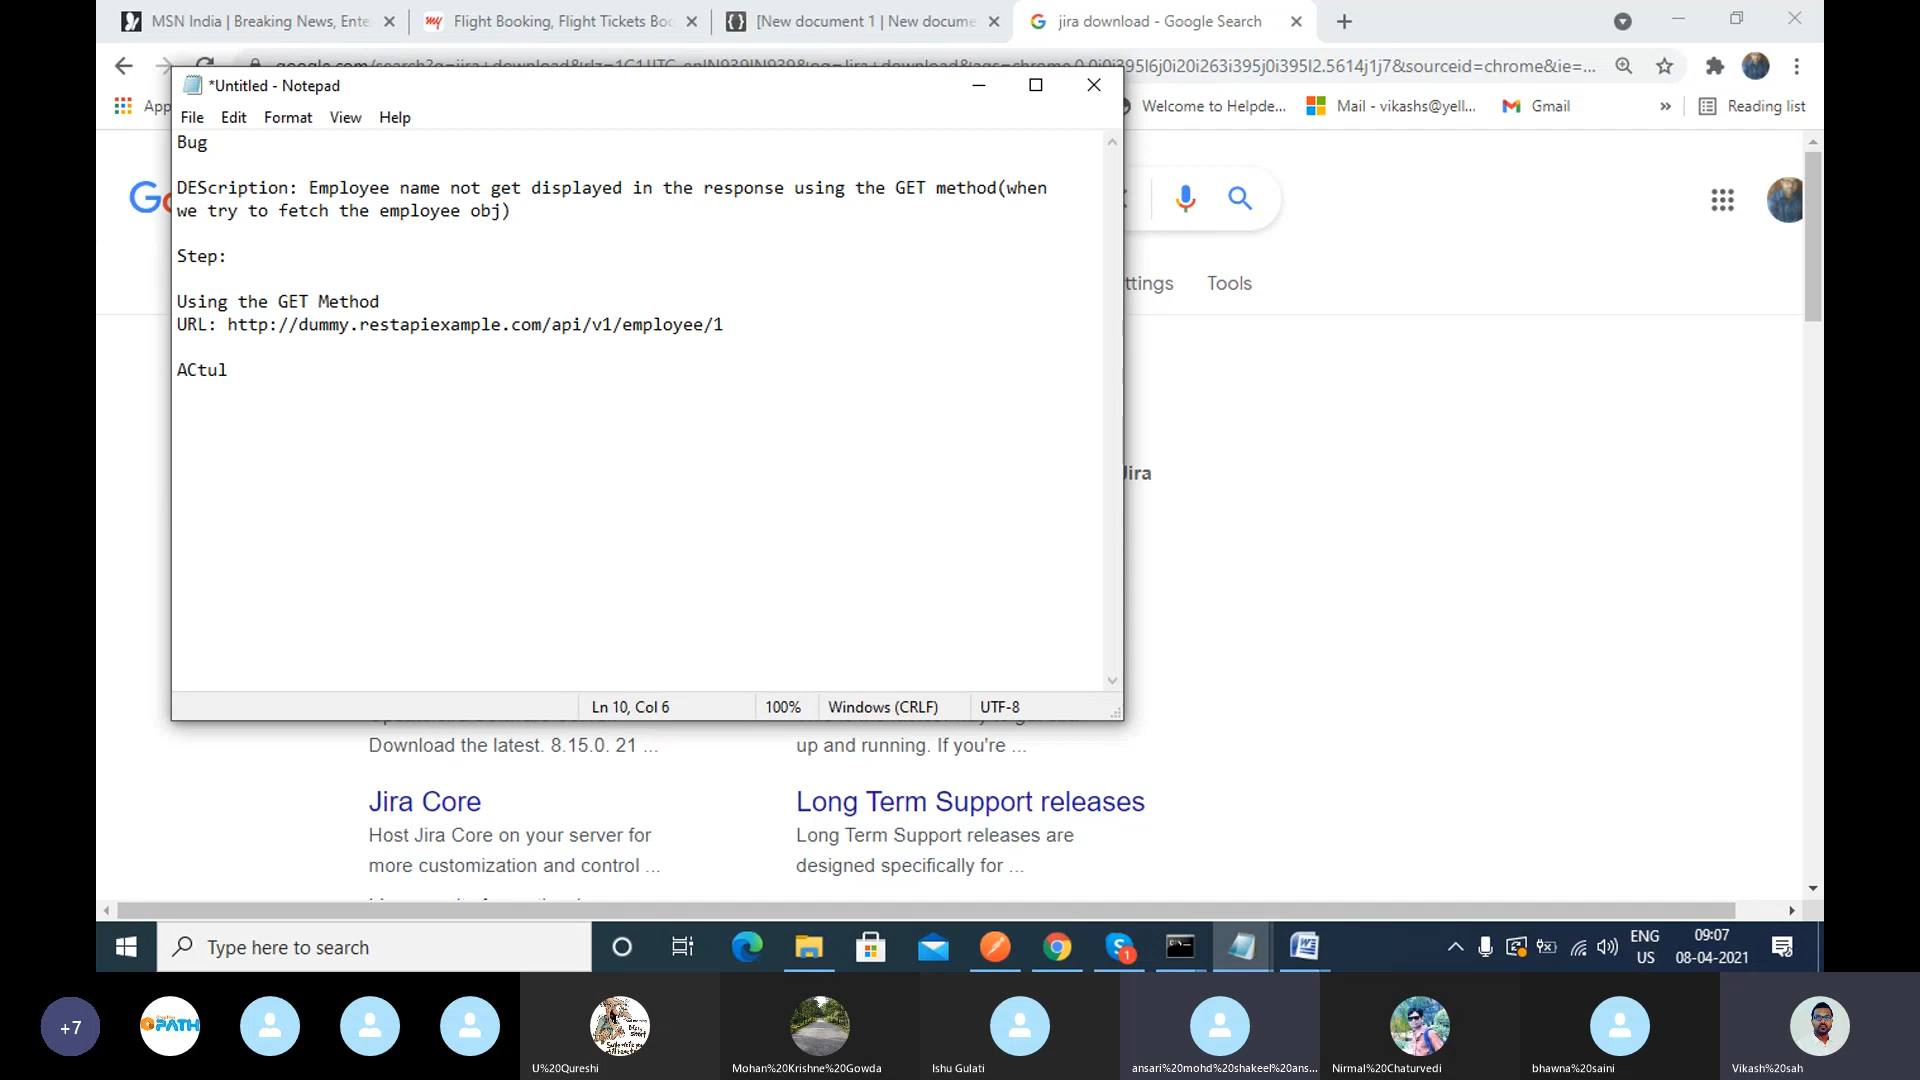 MSN India | Breaking News, Ente
Flight Booking, Flight Tickets Boo
[New document 1 | New docume
jira download - Google Search
*Untitled - Notepad
File Edit Format View Help
Welcome to Helpde...
Mail - vikashs@yell...
Gmail
»
Reading list
App
Bug
DEScription: Employee name not get displayed in the response using the GET method(when
we try to fetch the employee obj)
Step:
Using the GET Method
URL: http://dummy.restapiexample.com/api/v1/employee/1
ACtul
Go
ttings
Tools
Jira
Ln 10, Col 6
100%
Windows (CRLF)
UTF-8
Download the latest. 8.15.0. 21 ...
up and running. If you're ...
Jira Core
Long Term Support releases
Host Jira Core on your server for
more customization and control ...
Long Term Support releases are
designed specifically for ...
Type here to search
1
ENG
US
09:07
08-04-2021
+7
PATH
U%20Qureshi
Mohan%20Krishne%20Gowda
Ishu Gulati
ansari%20mohd%20shakeel%20ans...
Nirmal%20Chaturvedi
bhawna%20saini
Vikash%20sah